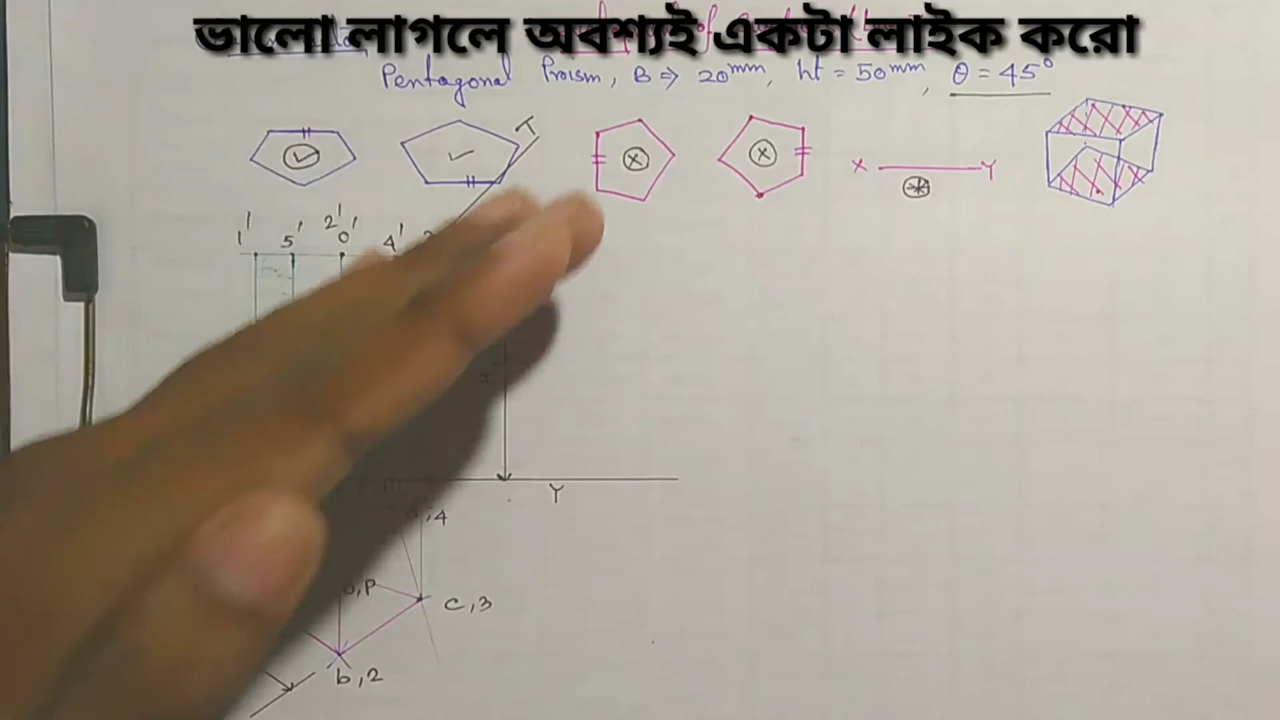 ভালো লাগলে অবশ্যই একটা লাইক করো
Pentagonal Prism, B ⇒ 20mm, ht = 50mm, θ = 45°
T
X Y
1' 5' 2' 0' 4'
Y
4
P
c,3
b,2